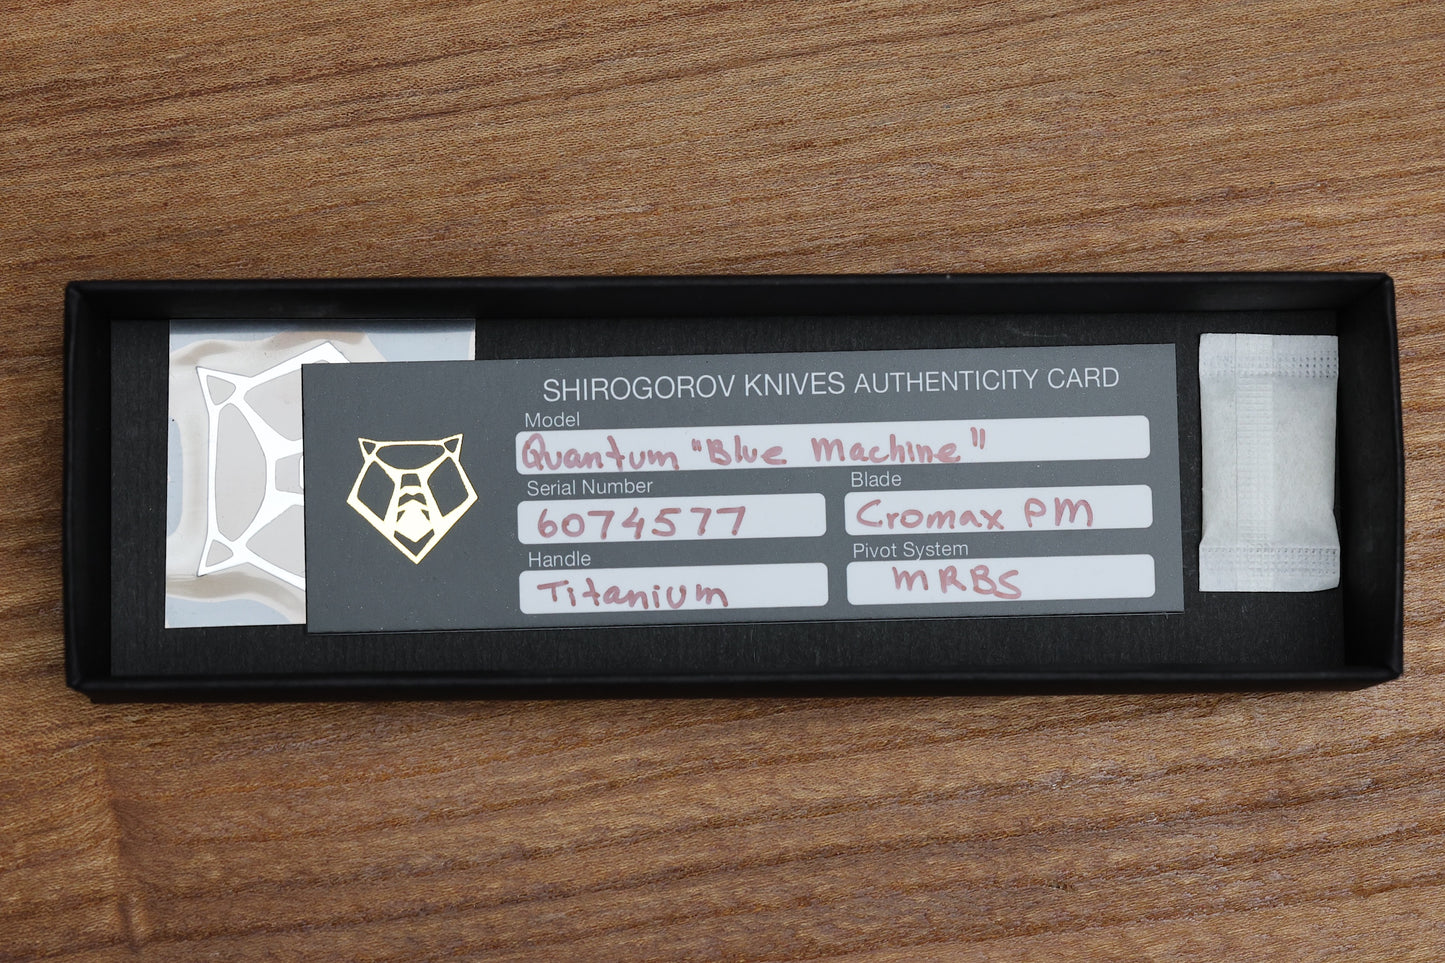 SHIROGOROV KNIVES AUTHENTICITY CARD
Model
Quantum "Blue Machine"
Serial Number
6074577
Blade
Cromax PM
Handle
Titanium
Pivot System
MRBS